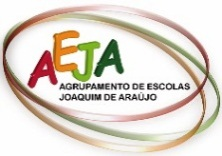 AEJA
AGRUPAMENTO DE ESCOLAS
JOAQUIM DE ARAÚJO